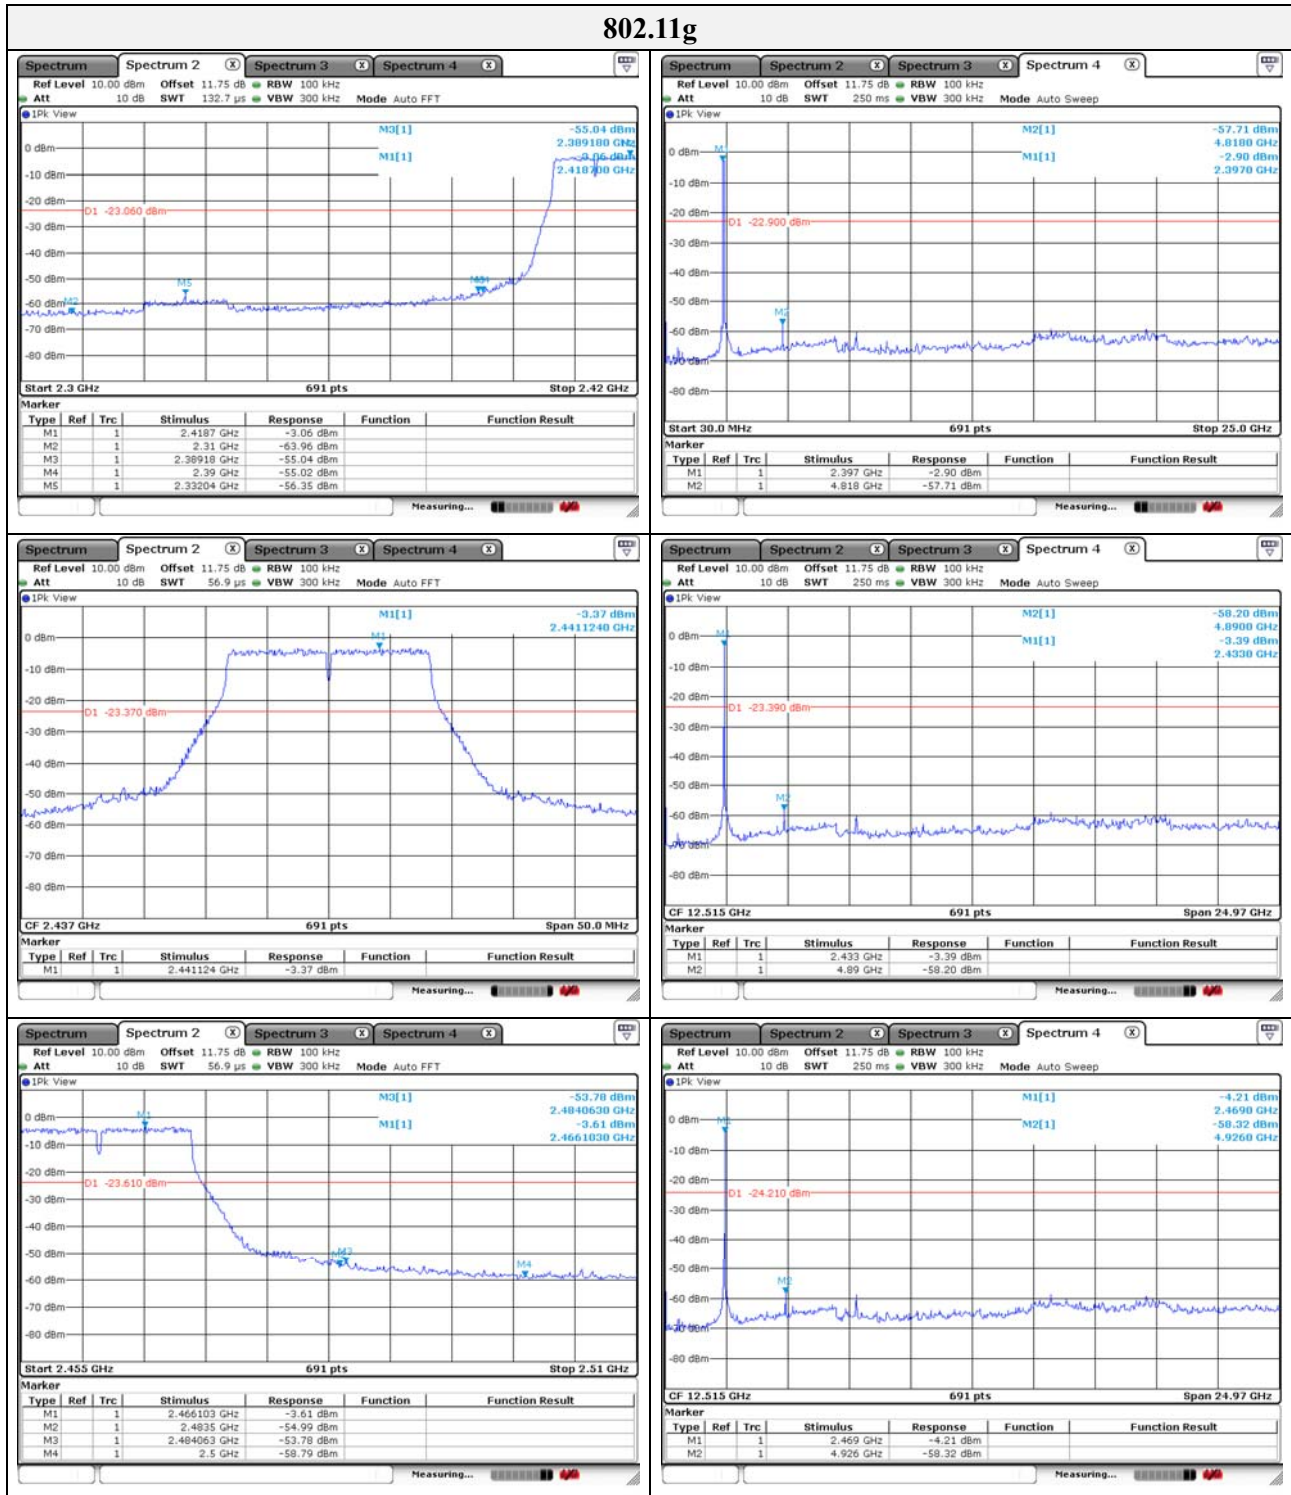 802.11g
Spectrum Spectrum 2 Spectrum 3 Spectrum 4
Ref Level 10.00 dBm Offset 11.75 dB RBW 100 kHz
Att 10 dB SWT 132.7 µs VBW 300 kHz Mode Auto FFT
1Pk View
M3[1] -55.04 dBm
2.389180 GHz
M1[1] -3.06 dBm
2.418700 GHz
0 dBm
-10 dBm
-20 dBm
D1 -23.060 dBm
-30 dBm
-40 dBm
-50 dBm
M5
-60 dBm
M2
-70 dBm
-80 dBm
Start 2.3 GHz 691 pts Stop 2.42 GHz
Marker
Type Ref Trc Stimulus Response Function Function Result
M1 1 2.4187 GHz -3.06 dBm
M2 1 2.31 GHz -63.96 dBm
M3 1 2.38918 GHz -55.04 dBm
M4 1 2.39 GHz -55.02 dBm
M5 1 2.33204 GHz -56.35 dBm
Measuring...
Spectrum Spectrum 2 Spectrum 3 Spectrum 4
Ref Level 10.00 dBm Offset 11.75 dB RBW 100 kHz
Att 10 dB SWT 250 ms VBW 300 kHz Mode Auto Sweep
1Pk View
M2[1] -57.71 dBm
4.8180 GHz
M1[1] -2.90 dBm
2.3970 GHz
0 dBm
M1
-10 dBm
-20 dBm
D1 -22.900 dBm
-30 dBm
-40 dBm
-50 dBm
M2
-60 dBm
-70 dBm
-80 dBm
Start 30.0 MHz 691 pts Stop 25.0 GHz
Marker
Type Ref Trc Stimulus Response Function Function Result
M1 1 2.397 GHz -2.90 dBm
M2 1 4.818 GHz -57.71 dBm
Measuring...
Spectrum Spectrum 2 Spectrum 3 Spectrum 4
Ref Level 10.00 dBm Offset 11.75 dB RBW 100 kHz
Att 10 dB SWT 56.9 µs VBW 300 kHz Mode Auto FFT
1Pk View
M1[1] -3.37 dBm
2.4411240 GHz
0 dBm
M1
-10 dBm
-20 dBm
D1 -23.370 dBm
-30 dBm
-40 dBm
-50 dBm
-60 dBm
-70 dBm
-80 dBm
CF 2.437 GHz 691 pts Span 50.0 MHz
Marker
Type Ref Trc Stimulus Response Function Function Result
M1 1 2.441124 GHz -3.37 dBm
Measuring...
Spectrum Spectrum 2 Spectrum 3 Spectrum 4
Ref Level 10.00 dBm Offset 11.75 dB RBW 100 kHz
Att 10 dB SWT 250 ms VBW 300 kHz Mode Auto Sweep
1Pk View
M2[1] -58.20 dBm
4.8900 GHz
M1[1] -3.39 dBm
2.4330 GHz
0 dBm
M1
-10 dBm
-20 dBm
D1 -23.390 dBm
-30 dBm
-40 dBm
-50 dBm
M2
-60 dBm
-70 dBm
-80 dBm
CF 12.515 GHz 691 pts Span 24.97 GHz
Marker
Type Ref Trc Stimulus Response Function Function Result
M1 1 2.433 GHz -3.39 dBm
M2 1 4.89 GHz -58.20 dBm
Measuring...
Spectrum Spectrum 2 Spectrum 3 Spectrum 4
Ref Level 10.00 dBm Offset 11.75 dB RBW 100 kHz
Att 10 dB SWT 56.9 µs VBW 300 kHz Mode Auto FFT
1Pk View
M3[1] -53.78 dBm
2.4840630 GHz
M1[1] -3.61 dBm
2.4661030 GHz
0 dBm
M1
-10 dBm
-20 dBm
D1 -23.610 dBm
-30 dBm
-40 dBm
-50 dBm
M3
M4
-60 dBm
-70 dBm
-80 dBm
Start 2.455 GHz 691 pts Stop 2.51 GHz
Marker
Type Ref Trc Stimulus Response Function Function Result
M1 1 2.466103 GHz -3.61 dBm
M2 1 2.4835 GHz -54.99 dBm
M3 1 2.484063 GHz -53.78 dBm
M4 1 2.5 GHz -58.79 dBm
Measuring...
Spectrum Spectrum 2 Spectrum 3 Spectrum 4
Ref Level 10.00 dBm Offset 11.75 dB RBW 100 kHz
Att 10 dB SWT 250 ms VBW 300 kHz Mode Auto Sweep
1Pk View
M1[1] -4.21 dBm
2.4690 GHz
M2[1] -58.32 dBm
4.9260 GHz
0 dBm
M1
-10 dBm
-20 dBm
D1 -24.210 dBm
-30 dBm
-40 dBm
-50 dBm
M2
-60 dBm
-70 dBm
-80 dBm
CF 12.515 GHz 691 pts Span 24.97 GHz
Marker
Type Ref Trc Stimulus Response Function Function Result
M1 1 2.469 GHz -4.21 dBm
M2 1 4.926 GHz -58.32 dBm
Measuring...